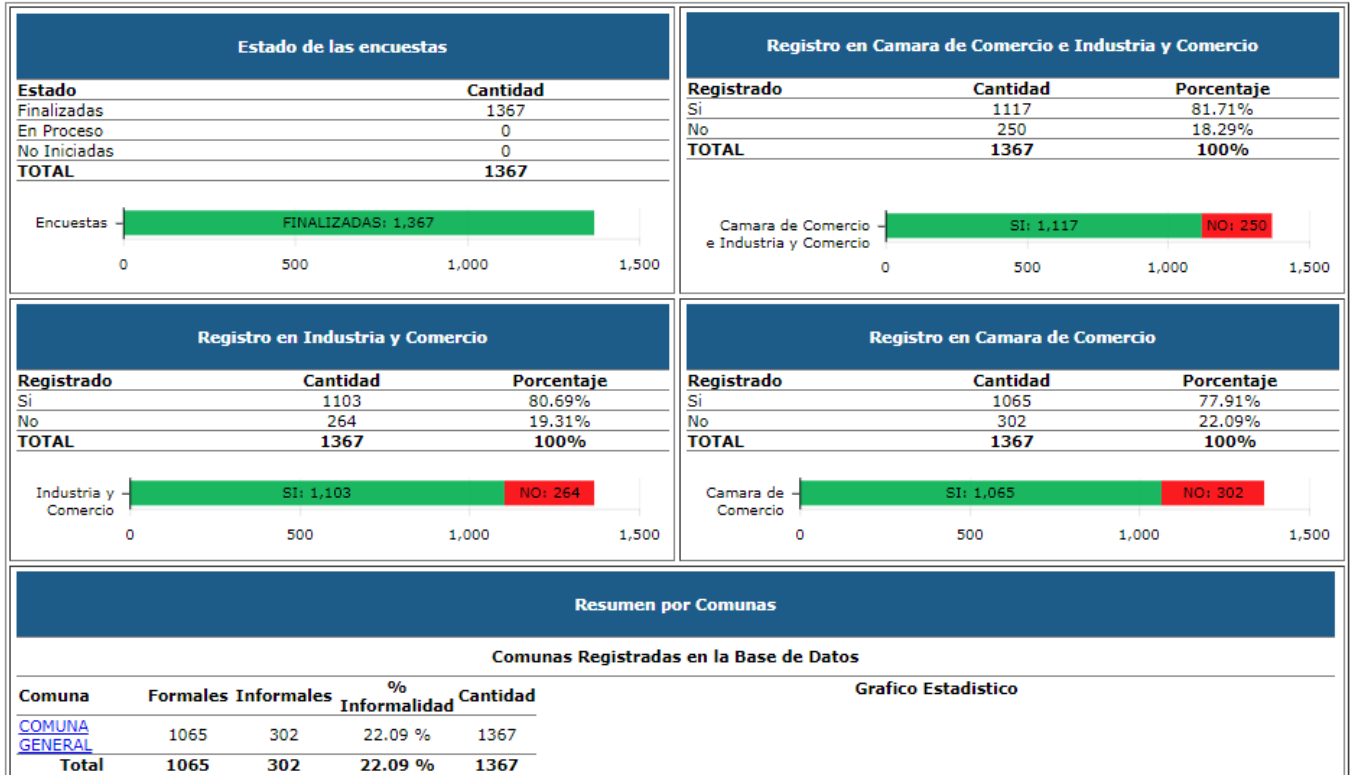 Estado de las encuestas
Estado Cantidad
Finalizadas 1367
En Proceso 0
No Iniciadas 0
TOTAL 1367
Encuestas FINALIZADAS: 1,367
0 500 1,000 1,500
Registro en Camara de Comercio e Industria y Comercio
Registrado Cantidad Porcentaje
Si 1117 81.71%
No 250 18.29%
TOTAL 1367 100%
Camara de Comercio SI: 1,117 NO: 250
e Industria y Comercio
0 500 1,000 1,500
Registro en Industria y Comercio
Registrado Cantidad Porcentaje
Si 1103 80.69%
No 264 19.31%
TOTAL 1367 100%
Industria y SI: 1,103 NO: 264
Comercio
0 500 1,000 1,500
Registro en Camara de Comercio
Registrado Cantidad Porcentaje
Si 1065 77.91%
No 302 22.09%
TOTAL 1367 100%
Camara de SI: 1,065 NO: 302
Comercio
0 500 1,000 1,500
Resumen por Comunas
Comunas Registradas en la Base de Datos
Comuna Formales Informales % Informalidad Cantidad
COMUNA GENERAL 1065 302 22.09 % 1367
Total 1065 302 22.09 % 1367
Grafico Estadistico